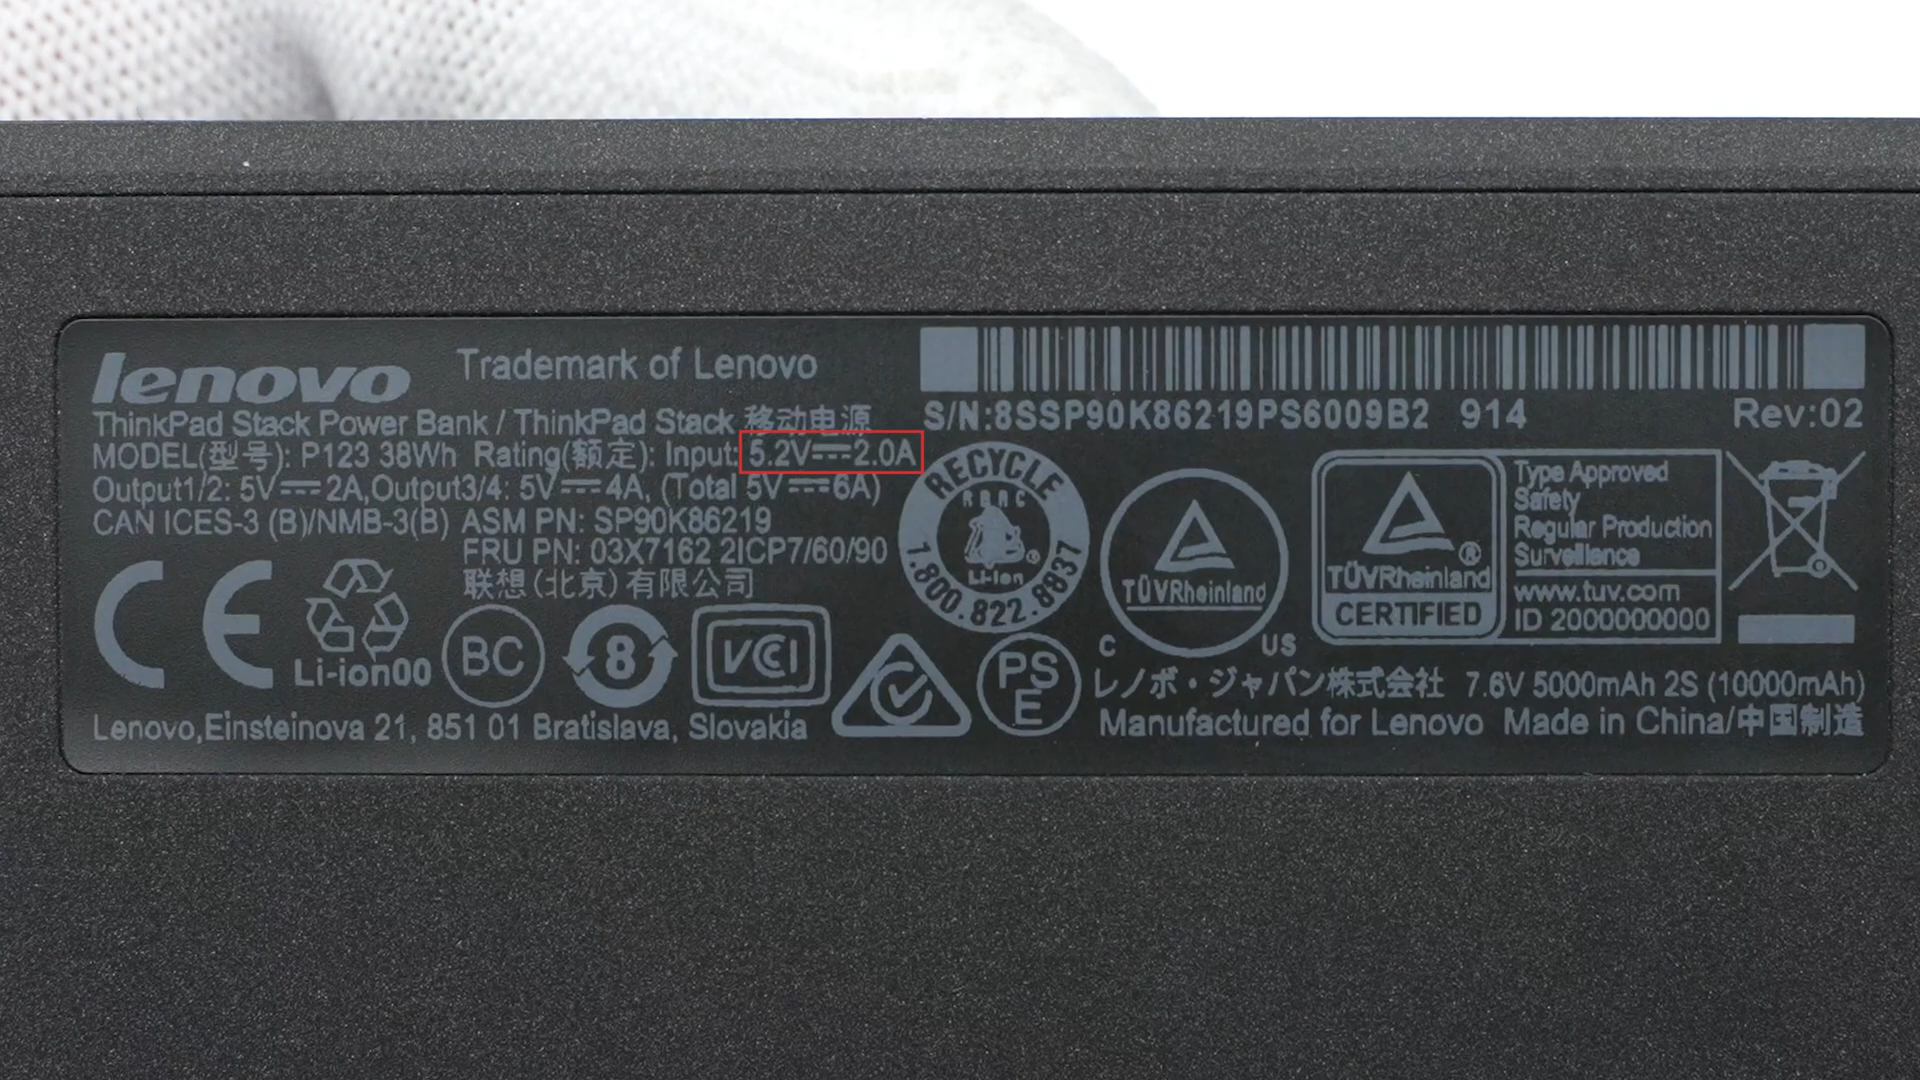 lenovo Trademark of Lenovo
ThinkPad Stack Power Bank / ThinkPad Stack 移动电源
MODEL(型号): P123 38Wh Rating(额定): Input: 5.2V⎓2.0A
Output1/2: 5V⎓2A,Output3/4: 5V⎓4A, (Total 5V⎓6A)
CAN ICES-3 (B)/NMB-3(B) ASM PN: SP90K86219
FRU PN: 03X7162 2ICP7/60/90
联想(北京)有限公司
CE
Li-ion00
BC
8
VCI
Lenovo,Einsteinova 21, 851 01 Bratislava, Slovakia
S/N:8SSP90K86219PS6009B2 914 Rev:02
RECYCLE
RBRC
Li-Ion
1.800.822.8837
TÜVRheinland
C US
TÜVRheinland®
CERTIFIED
Type Approved
Safety
Regular Production
Surveillance
www.tuv.com
ID 2000000000
PS
E
レノボ・ジャパン株式会社 7.6V 5000mAh 2S (10000mAh)
Manufactured for Lenovo Made in China/中国制造